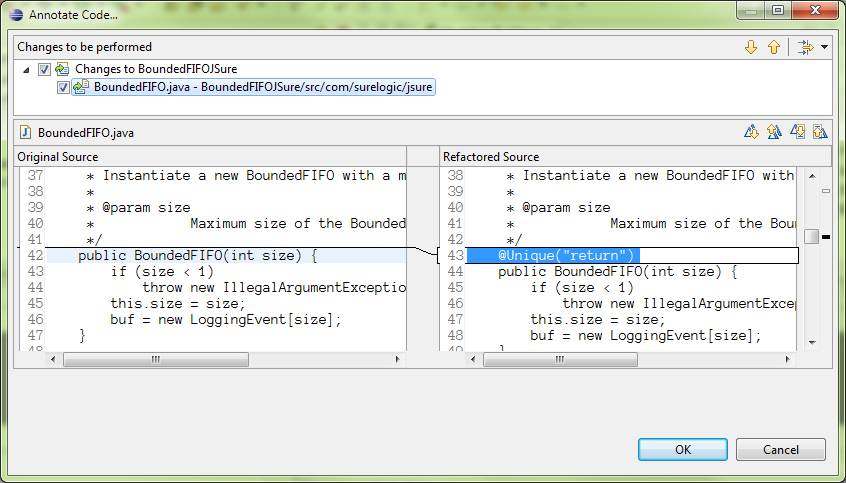 Annotate Code...
Changes to be performed
Changes to BoundedFIFOJSure
BoundedFIFO.java - BoundedFIFOJSure/src/com/surelogic/jsure
BoundedFIFO.java
Original Source
37 * Instantiate a new BoundedFIFO with a m
38 *
39 * @param size
40 * Maximum size of the Bounded
41 */
42 public BoundedFIFO(int size) {
43 if (size < 1)
44 throw new IllegalArgumentExceptio
45 this.size = size;
46 buf = new LoggingEvent[size];
47 }
48
Refactored Source
38 * Instantiate a new BoundedFIFO with
39 *
40 * @param size
41 * Maximum size of the Bou
42 */
43 @Unique("return")
44 public BoundedFIFO(int size) {
45 if (size < 1)
46 throw new IllegalArgumentExce
47 this.size = size;
48 buf = new LoggingEvent[size];
49 }
OK
Cancel